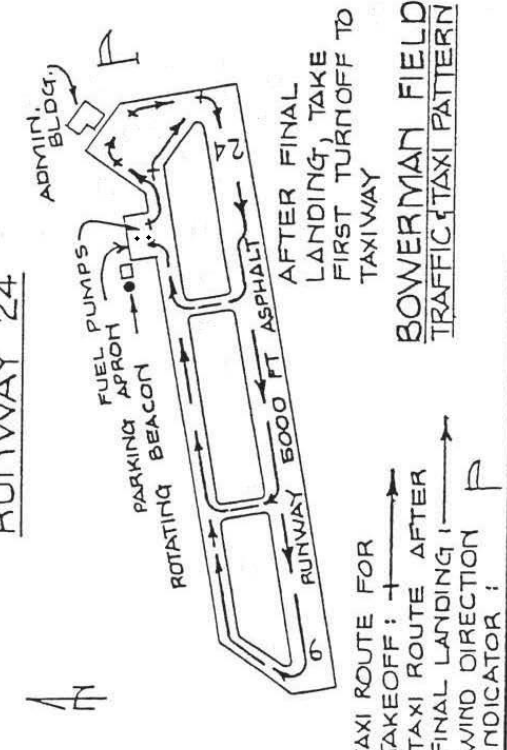 RUNWAY 24
ADMIN.
BLDG.
FUEL PUMPS
PARKING APRON
ROTATING BEACON
24
RUNWAY 5000 FT ASPHALT
6
AFTER FINAL
LANDING, TAKE
FIRST TURNOFF TO
TAXIWAY
TAXI ROUTE FOR
TAKEOFF:
TAXI ROUTE AFTER
FINAL LANDING:
WIND DIRECTION
INDICATOR:
BOWERMAN FIELD
TRAFFIC & TAXI PATTERN